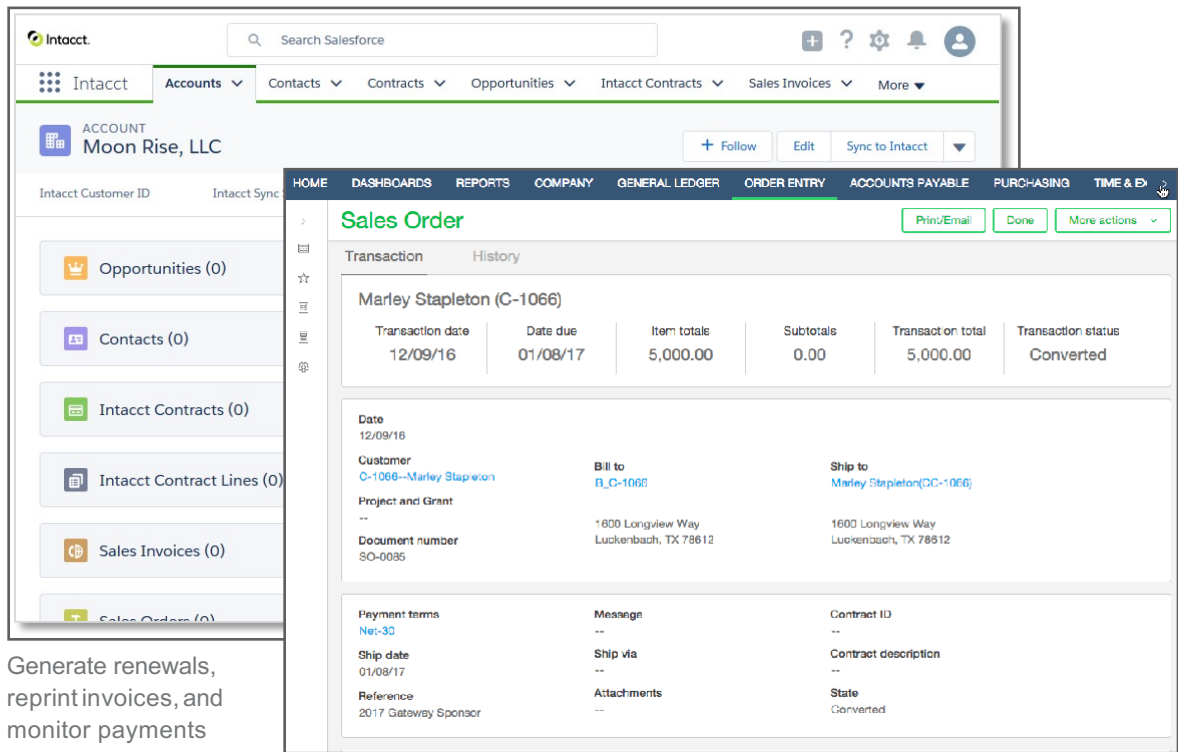 Intacct.
Search Salesforce
Intacct
Accounts Contacts Contracts Opportunities Intacct Contracts Sales Invoices More
ACCOUNT
Moon Rise, LLC
+ Follow Edit Sync to Intacct
Intacct Customer ID Intacct Sync
Opportunities (0)
Contacts (0)
Intacct Contracts (0)
Intacct Contract Lines (0)
Sales Invoices (0)
Sales Orders (0)
HOME DASHBOARDS REPORTS COMPANY GENERAL LEDGER ORDER ENTRY ACCOUNTS PAYABLE PURCHASING TIME & EX
Sales Order
Print/Email Done More actions
Transaction History
Marley Stapleton (C-1066)
Transaction date Date due Item totals Subtotals Transaction total Transaction status
12/09/16 01/08/17 5,000.00 0.00 5,000.00 Converted
Date
12/09/16
Customer
C-1066--Marley Stapleton
Project and Grant
--
Document number
SO-0085
Bill to
B_C-1066
1600 Longview Way
Luckenbach, TX 78612
Ship to
Marley Stapleton(CC-1066)
1600 Longview Way
Luckenbach, TX 78612
Payment terms
Net-30
Ship date
01/08/17
Reference
2017 Gateway Sponsor
Message
--
Ship via
--
Attachments
--
Contract ID
--
Contract description
--
State
Converted
Generate renewals,
reprint invoices, and
monitor payments